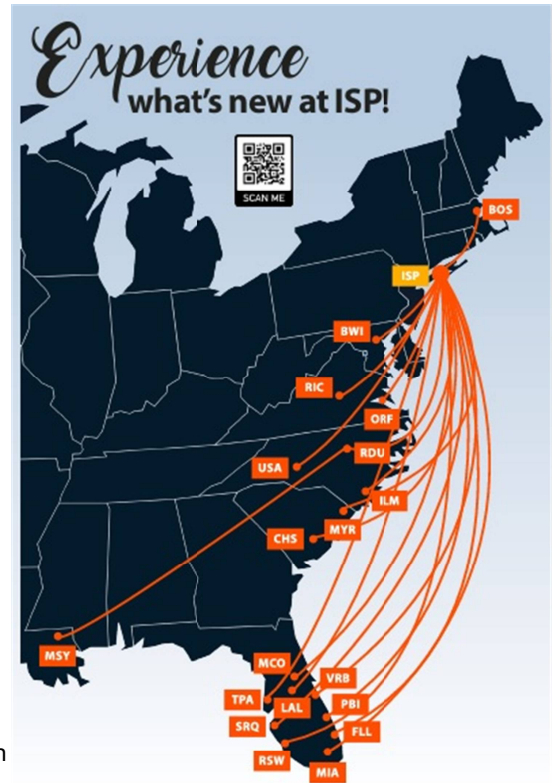 Experience
what's new at ISP!
SCAN ME
BOS
ISP
BWI
RIC
ORF
RDU
USA
ILM
MYR
CHS
MSY
MCO
VRB
TPA
LAL
PBI
SRQ
FLL
RSW
MIA